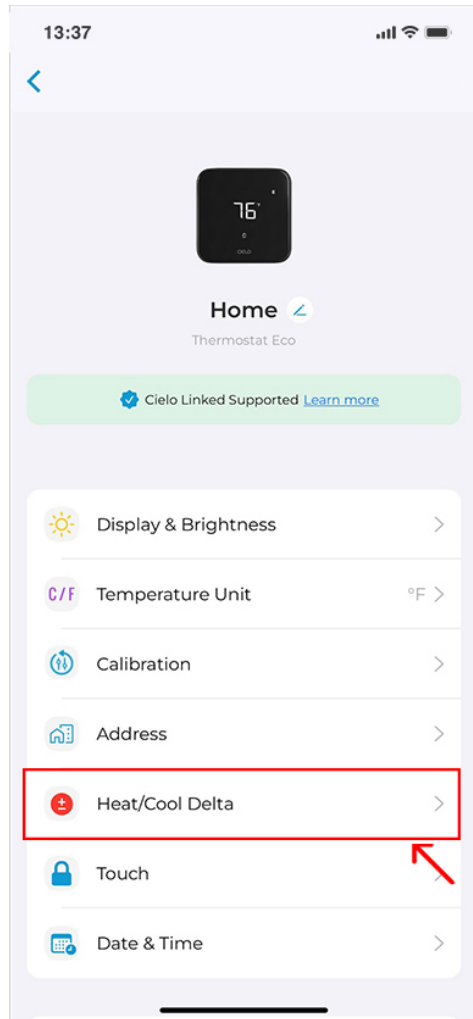 13:37
76°
CIELO
Home
Thermostat Eco
Cielo Linked Supported Learn more
Display & Brightness
C/F Temperature Unit °F
Calibration
Address
Heat/Cool Delta
Touch
Date & Time